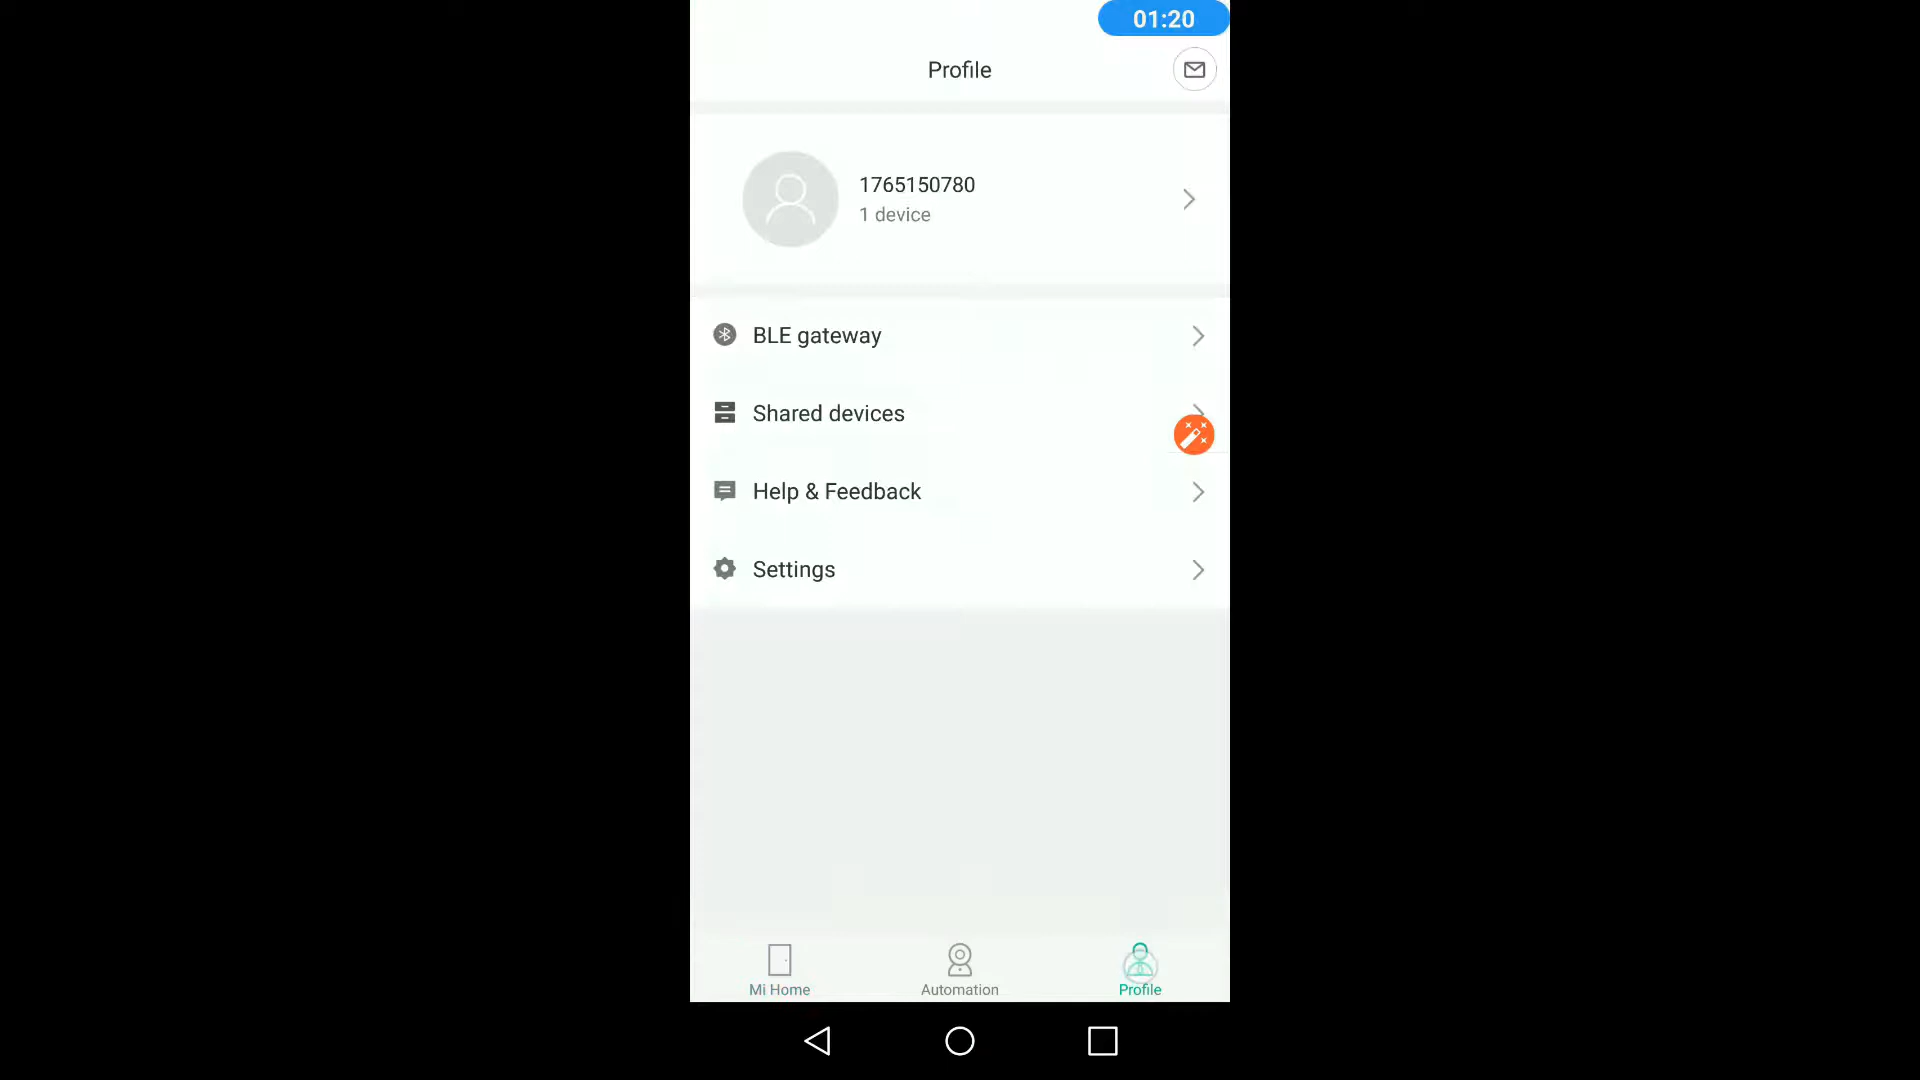 01:20
Profile
1765150780
1 device
BLE gateway
Shared devices
Help & Feedback
Settings
Mi Home
Automation
Profile